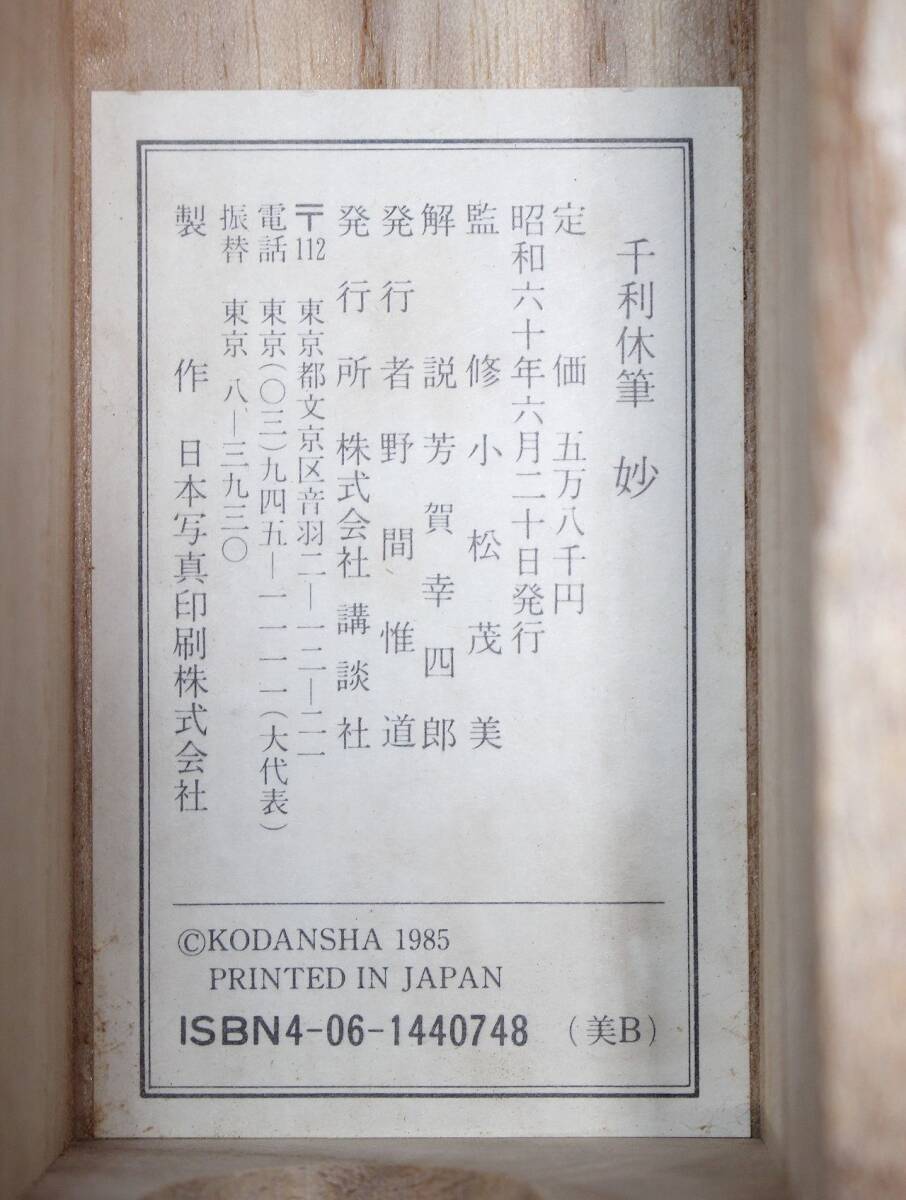 千利休筆 妙
定価 五万八千円
昭和六十年六月二十日発行
監修 小松茂美
解説 芳賀幸四郎
発行者 野間惟道
発行所 株式会社講談社
〒112 東京都文京区音羽二―一二―二一
電話 東京(〇三)九四五―一一一一(大代表)
振替 東京 八―三九三〇
製作 日本写真印刷株式会社
©KODANSHA 1985
PRINTED IN JAPAN
ISBN4-06-1440748 (美B)